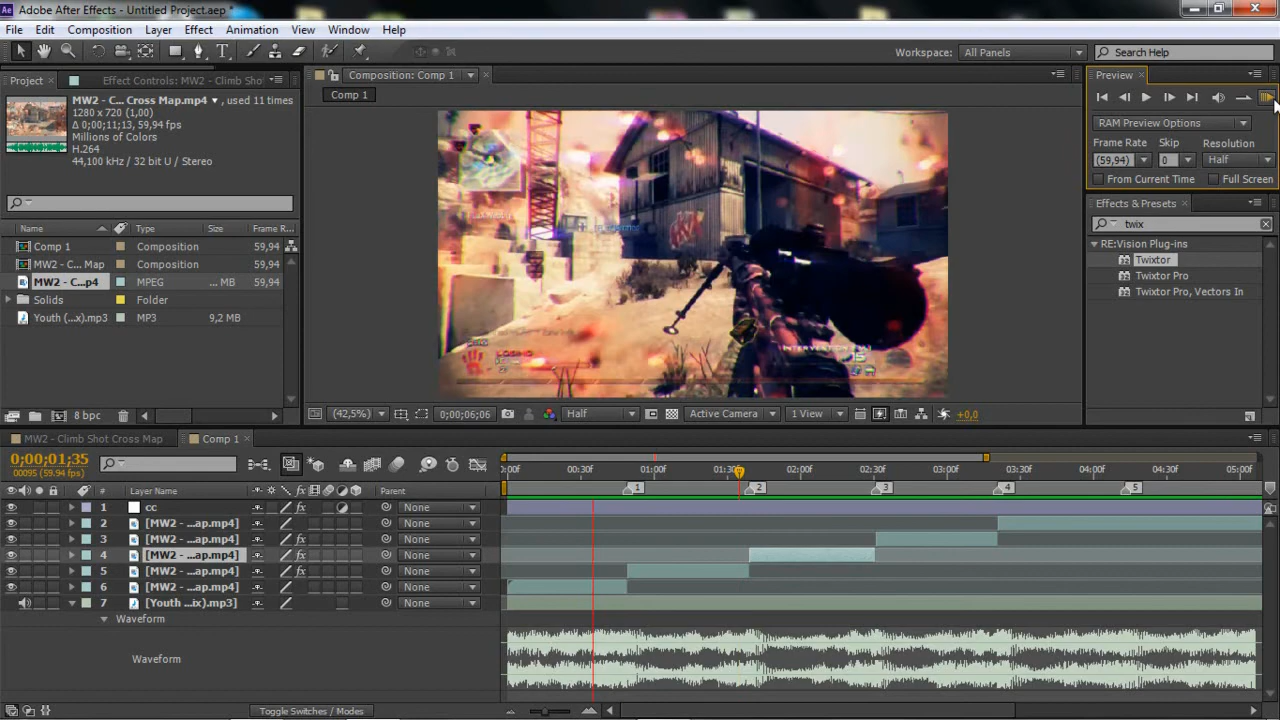 Adobe After Effects - Untitled Project.aep *
File Edit Composition Layer Effect Animation View Window Help
Workspace: All Panels Search Help
Project Effect Controls: MW2 - Climb Sho
MW2 - C... Cross Map.mp4 , used 11 times
1280 x 720 (1,00)
Δ 0;00;11;13, 59,94 fps
Millions of Colors
H.264
44,100 kHz / 32 bit U / Stereo
Name Type Size Frame R...
Comp 1 Composition 59,94
MW2 - C... Map Composition 59,94
MW2 - C...p4 MPEG ... MB 59,94
Solids Folder
Youth (...x).mp3 MP3 9,2 MB
8 bpc
Composition: Comp 1
Comp 1
(42,5%) 0;00;06;06 Half Active Camera 1 View +0,0
Preview
RAM Preview Options
Frame Rate Skip Resolution
(59,94) 0 Half
From Current Time Full Screen
Effects & Presets
twix
RE:Vision Plug-ins
Twixtor
Twixtor Pro
Twixtor Pro, Vectors In
MW2 - Climb Shot Cross Map Comp 1
0;00;01;35
00095 (59.94 fps)
0:00f 00:30f 01:00f 01:30f 02:00f 02:30f 03:00f 03:30f 04:00f 04:30f 05:00f
1 2 3 4 5
# Layer Name Parent
1 cc None
2 [MW2 - ...ap.mp4] None
3 [MW2 - ...ap.mp4] None
4 [MW2 - ...ap.mp4] None
5 [MW2 - ...ap.mp4] None
6 [MW2 - ...ap.mp4] None
7 [Youth ...ix).mp3] None
Waveform
Waveform
Toggle Switches / Modes